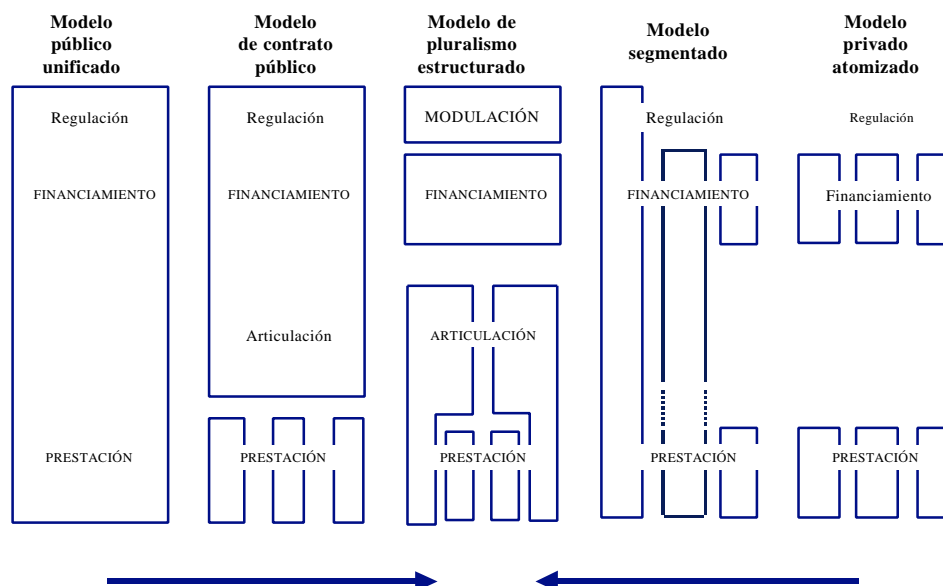 Modelo
público
unificado
Modelo
de contrato
público
Modelo de
pluralismo
estructurado
Modelo
segmentado
Modelo
privado
atomizado
Regulación
Regulación
MODULACIÓN
Regulación
Regulación
FINANCIAMIENTO
FINANCIAMIENTO
FINANCIAMIENTO
FINANCIAMIENTO
Financiamiento
Articulación
ARTICULACIÓN
PRESTACIÓN
PRESTACIÓN
PRESTACIÓN
PRESTACIÓN
PRESTACIÓN